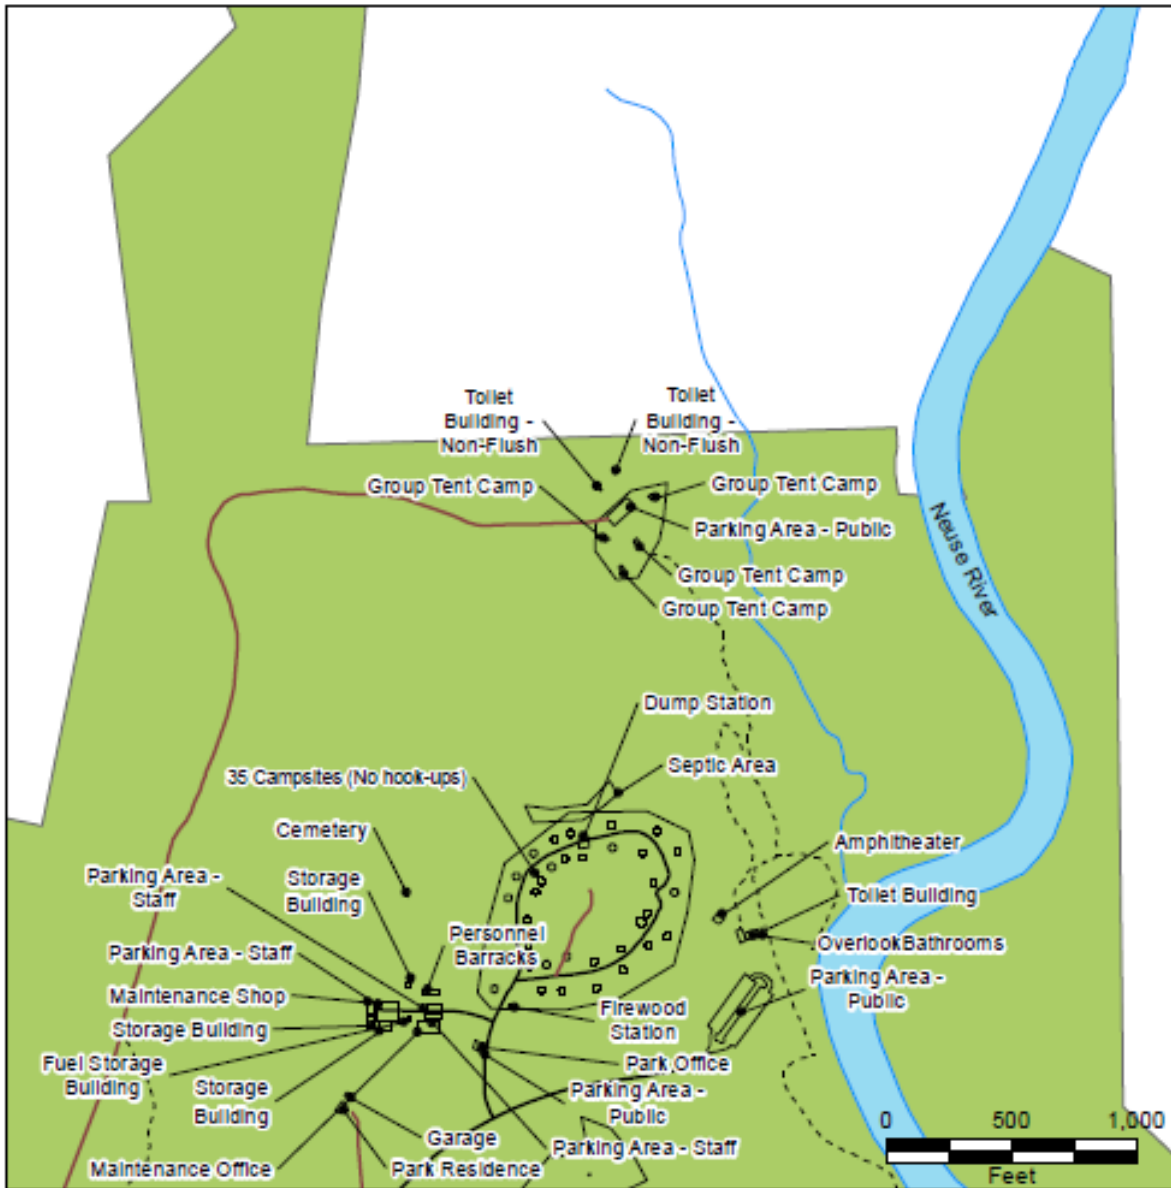 Toilet
Building -
Non-Flush
Toilet
Building -
Non-Flush
Group Tent Camp
Group Tent Camp
Parking Area - Public
Neuse River
Group Tent Camp
Group Tent Camp
Dump Station
Septic Area
35 Campsites (No hook-ups)
Cemetery
Amphitheater
Parking Area -
Staff
Storage
Building
Toilet Building
Personnel
Barracks
Overlook Bathrooms
Parking Area - Staff
Parking Area -
Public
Maintenance Shop
Firewood
Station
Storage Building
Fuel Storage
Building
Park Office
Storage
Building
Parking Area -
Public
0 500 1,000
Garage
Parking Area - Staff
Maintenance Office
Park Residence
Feet